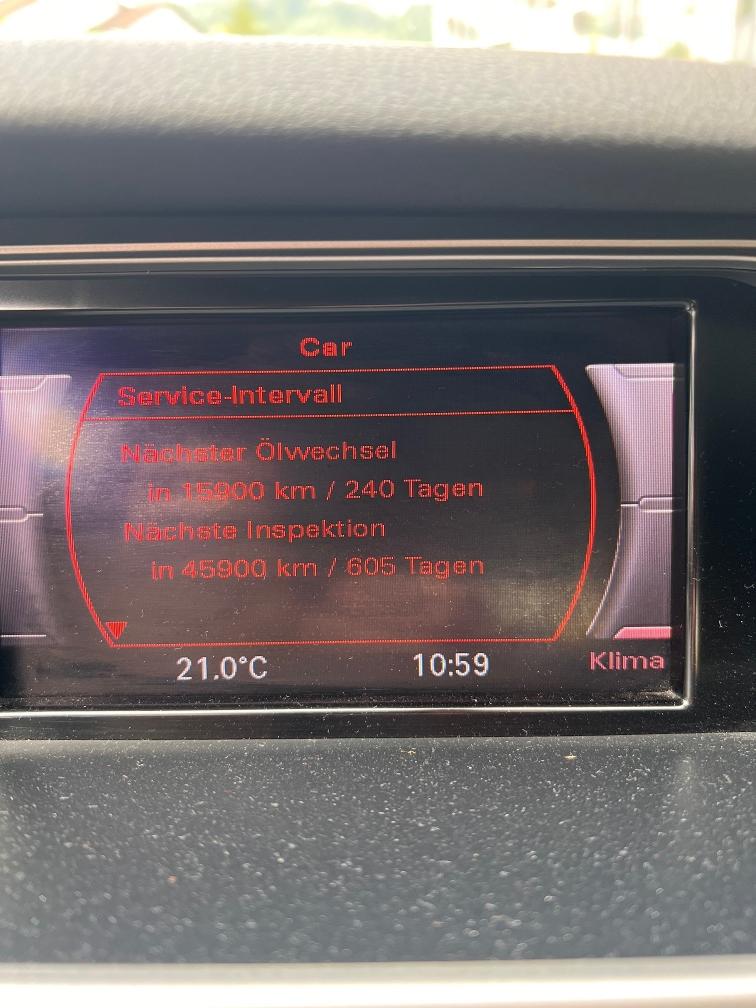 Car
Service-Intervall
Nächster Ölwechsel
in 15900 km / 240 Tagen
Nächste Inspektion
in 45900 km / 605 Tagen
21.0°C 10:59 Klima